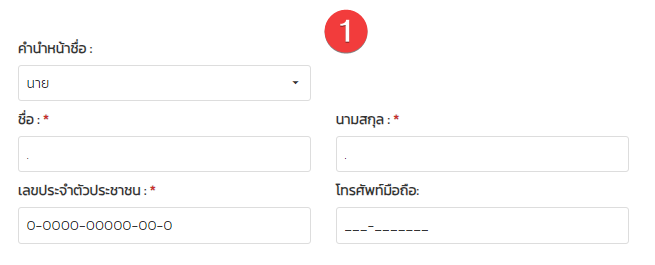 1
คำนำหน้าชื่อ :
นาย
ชื่อ : * นามสกุล : *
. .
เลขประจำตัวประชาชน : * โทรศัพท์มือถือ:
0-0000-00000-00-0 ___-_______